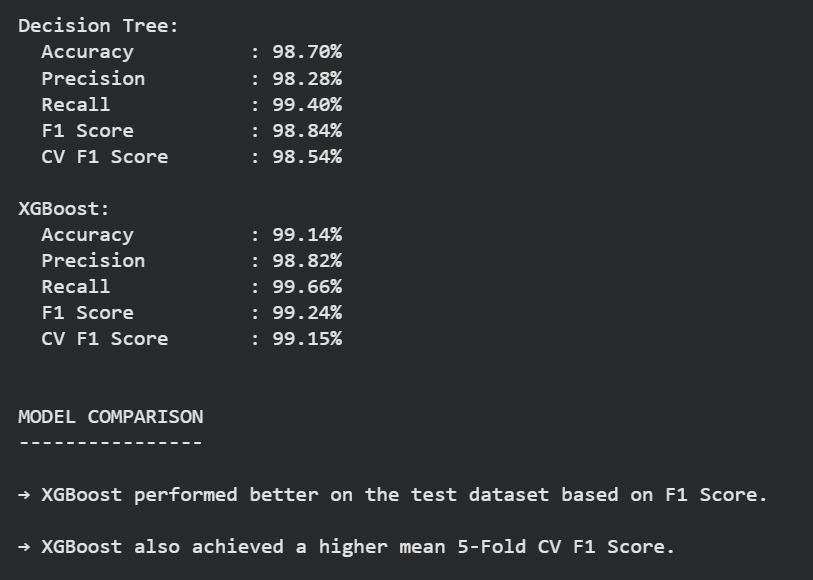 Decision Tree:
  Accuracy          : 98.70%
  Precision         : 98.28%
  Recall            : 99.40%
  F1 Score          : 98.84%
  CV F1 Score       : 98.54%

XGBoost:
  Accuracy          : 99.14%
  Precision         : 98.82%
  Recall            : 99.66%
  F1 Score          : 99.24%
  CV F1 Score       : 99.15%

MODEL COMPARISON
----------------
→ XGBoost performed better on the test dataset based on F1 Score.
→ XGBoost also achieved a higher mean 5-Fold CV F1 Score.